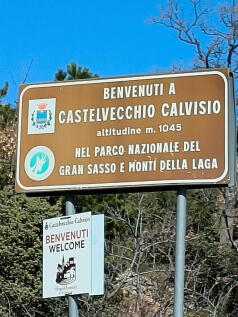 BENVENUTI A
CASTELVECCHIO CALVISIO
altitudine m. 1045
NEL PARCO NAZIONALE DEL
GRAN SASSO E MONTI DELLA LAGA
Castelvecchio Calvisio
BENVENUTI
WELCOME